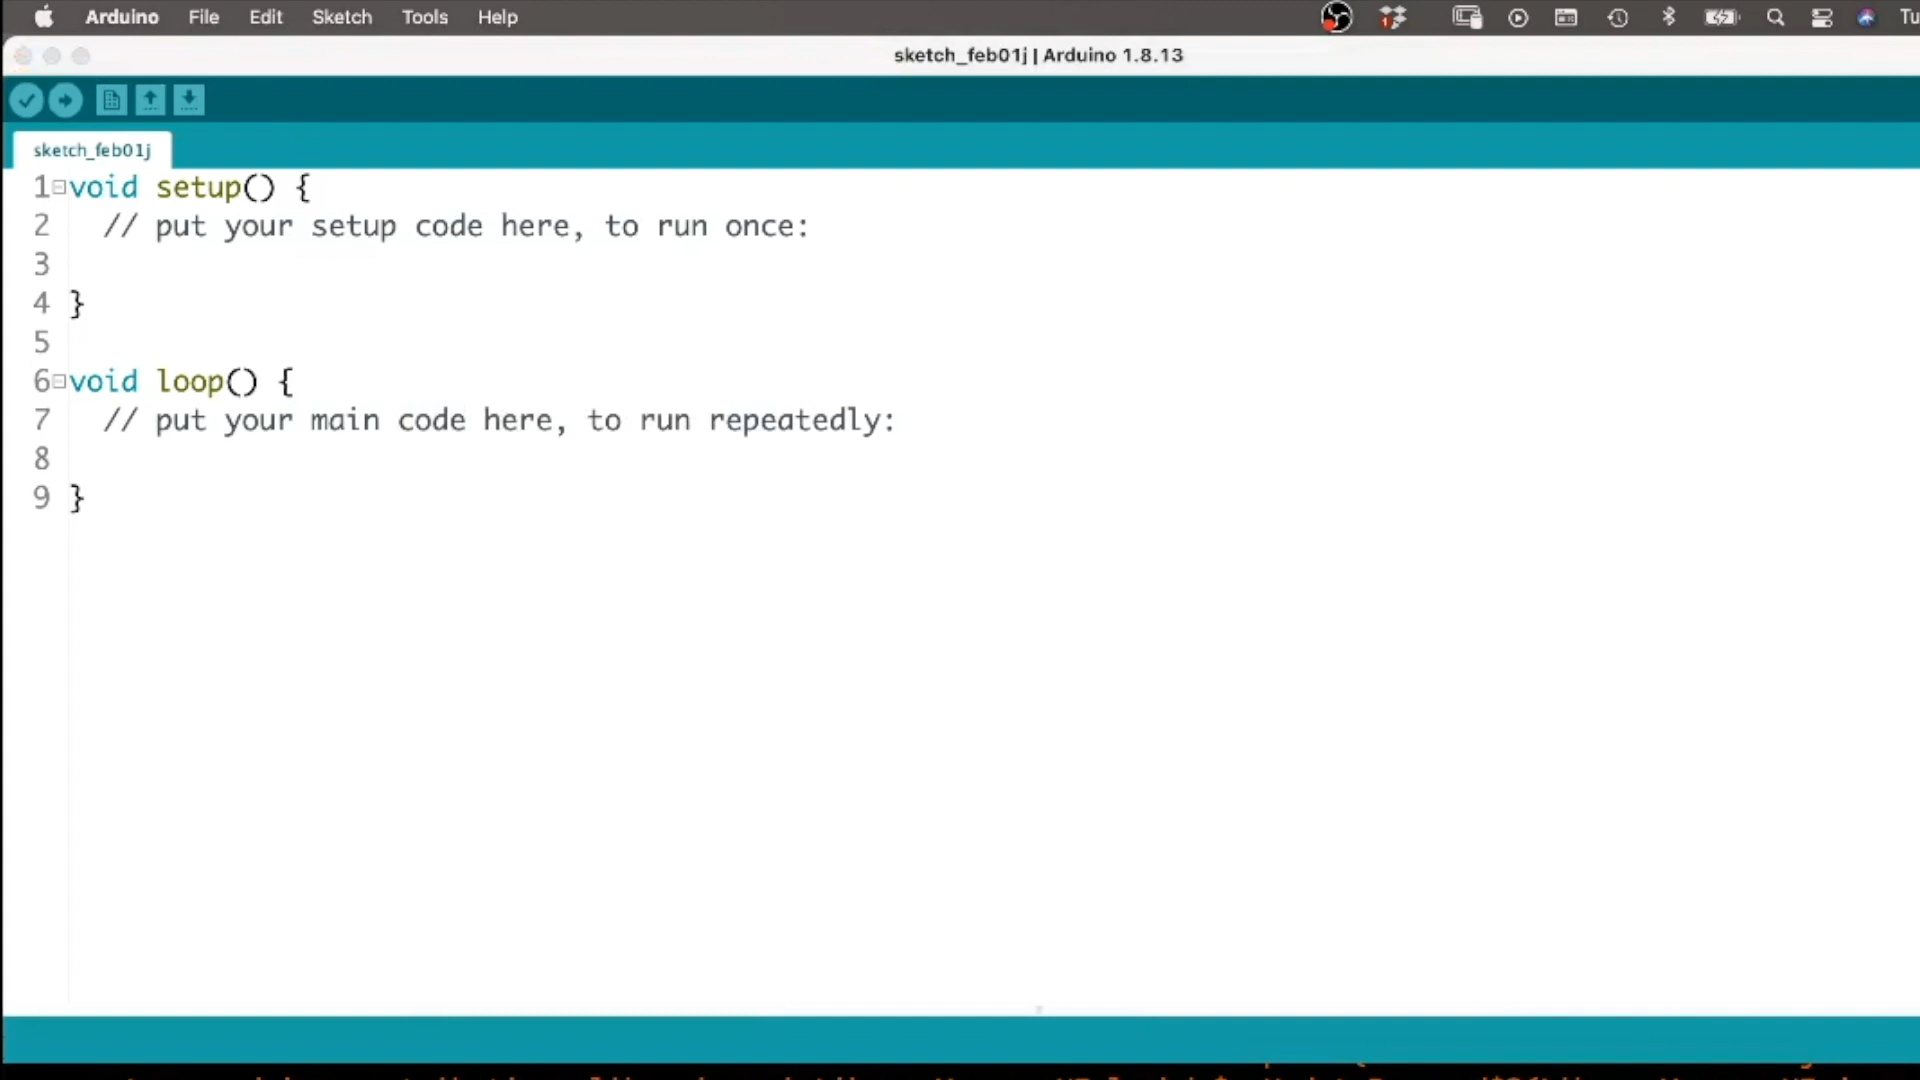 Arduino File Edit Sketch Tools Help
sketch_feb01j | Arduino 1.8.13
sketch_feb01j
1 void setup() {
2 // put your setup code here, to run once:
3
4 }
5
6 void loop() {
7 // put your main code here, to run repeatedly:
8
9 }